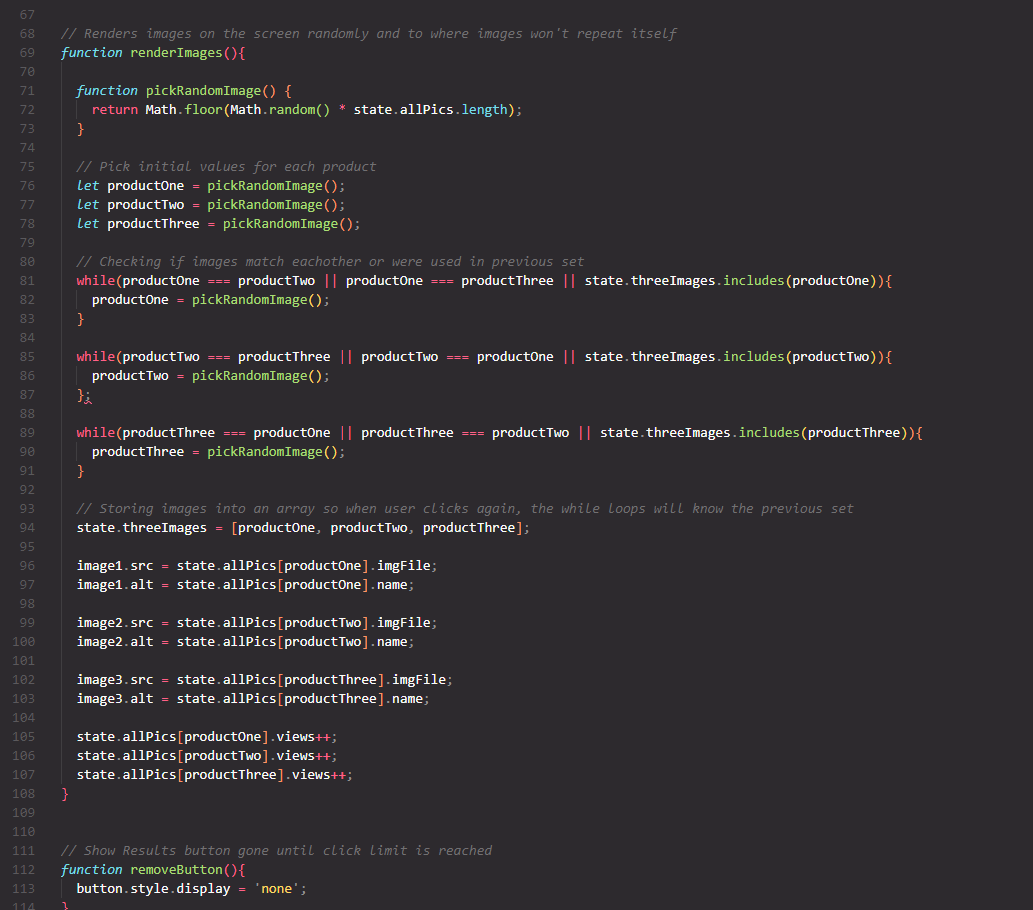 67
68 // Renders images on the screen randomly and to where images won't repeat itself
69 function renderImages(){
70
71 function pickRandomImage() {
72 return Math.floor(Math.random() * state.allPics.length);
73 }
74
75 // Pick initial values for each product
76 let productOne = pickRandomImage();
77 let productTwo = pickRandomImage();
78 let productThree = pickRandomImage();
79
80 // Checking if images match eachother or were used in previous set
81 while(productOne === productTwo || productOne === productThree || state.threeImages.includes(productOne)){
82 productOne = pickRandomImage();
83 }
84
85 while(productTwo === productThree || productTwo === productOne || state.threeImages.includes(productTwo)){
86 productTwo = pickRandomImage();
87 };
88
89 while(productThree === productOne || productThree === productTwo || state.threeImages.includes(productThree)){
90 productThree = pickRandomImage();
91 }
92
93 // Storing images into an array so when user clicks again, the while loops will know the previous set
94 state.threeImages = [productOne, productTwo, productThree];
95
96 image1.src = state.allPics[productOne].imgFile;
97 image1.alt = state.allPics[productOne].name;
98
99 image2.src = state.allPics[productTwo].imgFile;
100 image2.alt = state.allPics[productTwo].name;
101
102 image3.src = state.allPics[productThree].imgFile;
103 image3.alt = state.allPics[productThree].name;
104
105 state.allPics[productOne].views++;
106 state.allPics[productTwo].views++;
107 state.allPics[productThree].views++;
108 }
109
110
111 // Show Results button gone until click limit is reached
112 function removeButton(){
113 button.style.display = 'none';
114 }